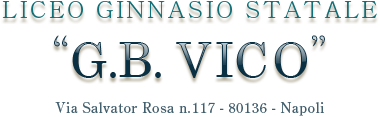 LICEO GINNASIO STATALE
“G.B. VICO”
Via Salvator Rosa n.117 - 80136 - Napoli